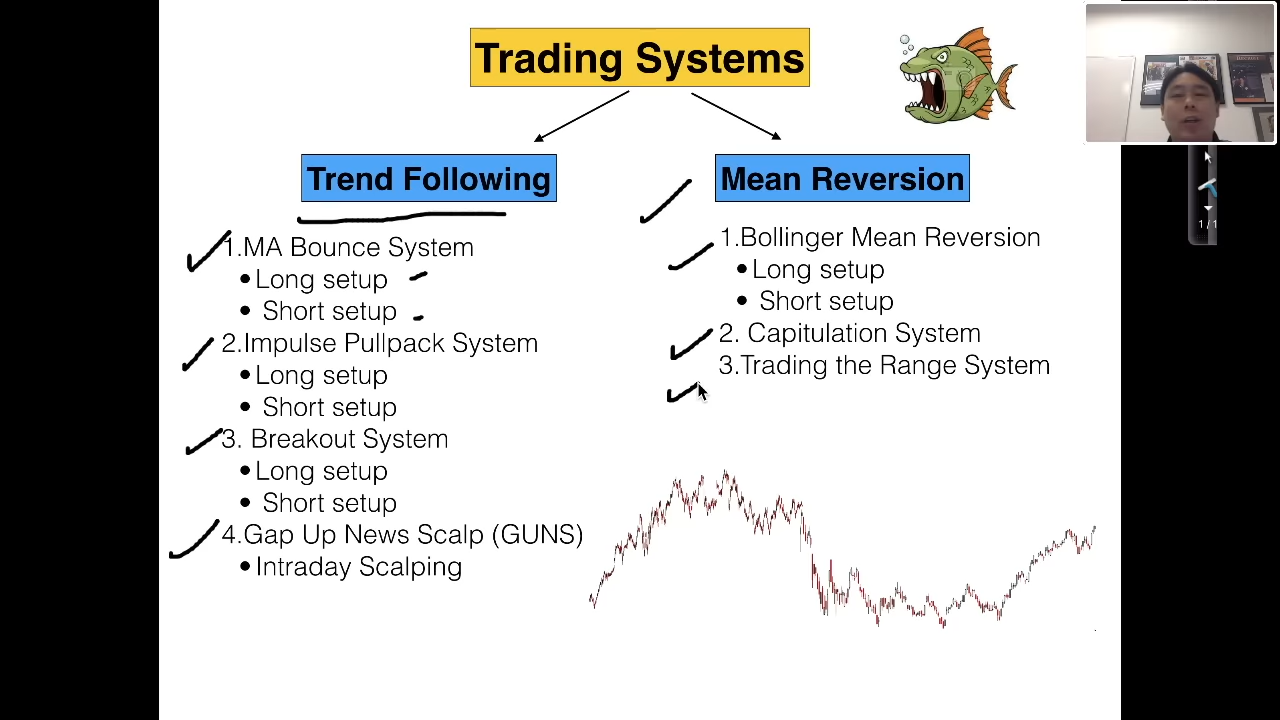 Trading Systems
Trend Following
1.MA Bounce System
•Long setup
• Short setup
2.Impulse Pullpack System
•Long setup
• Short setup
3. Breakout System
•Long setup
• Short setup
4.Gap Up News Scalp (GUNS)
•Intraday Scalping
Mean Reversion
1.Bollinger Mean Reversion
•Long setup
• Short setup
2. Capitulation System
3.Trading the Range System
1/1